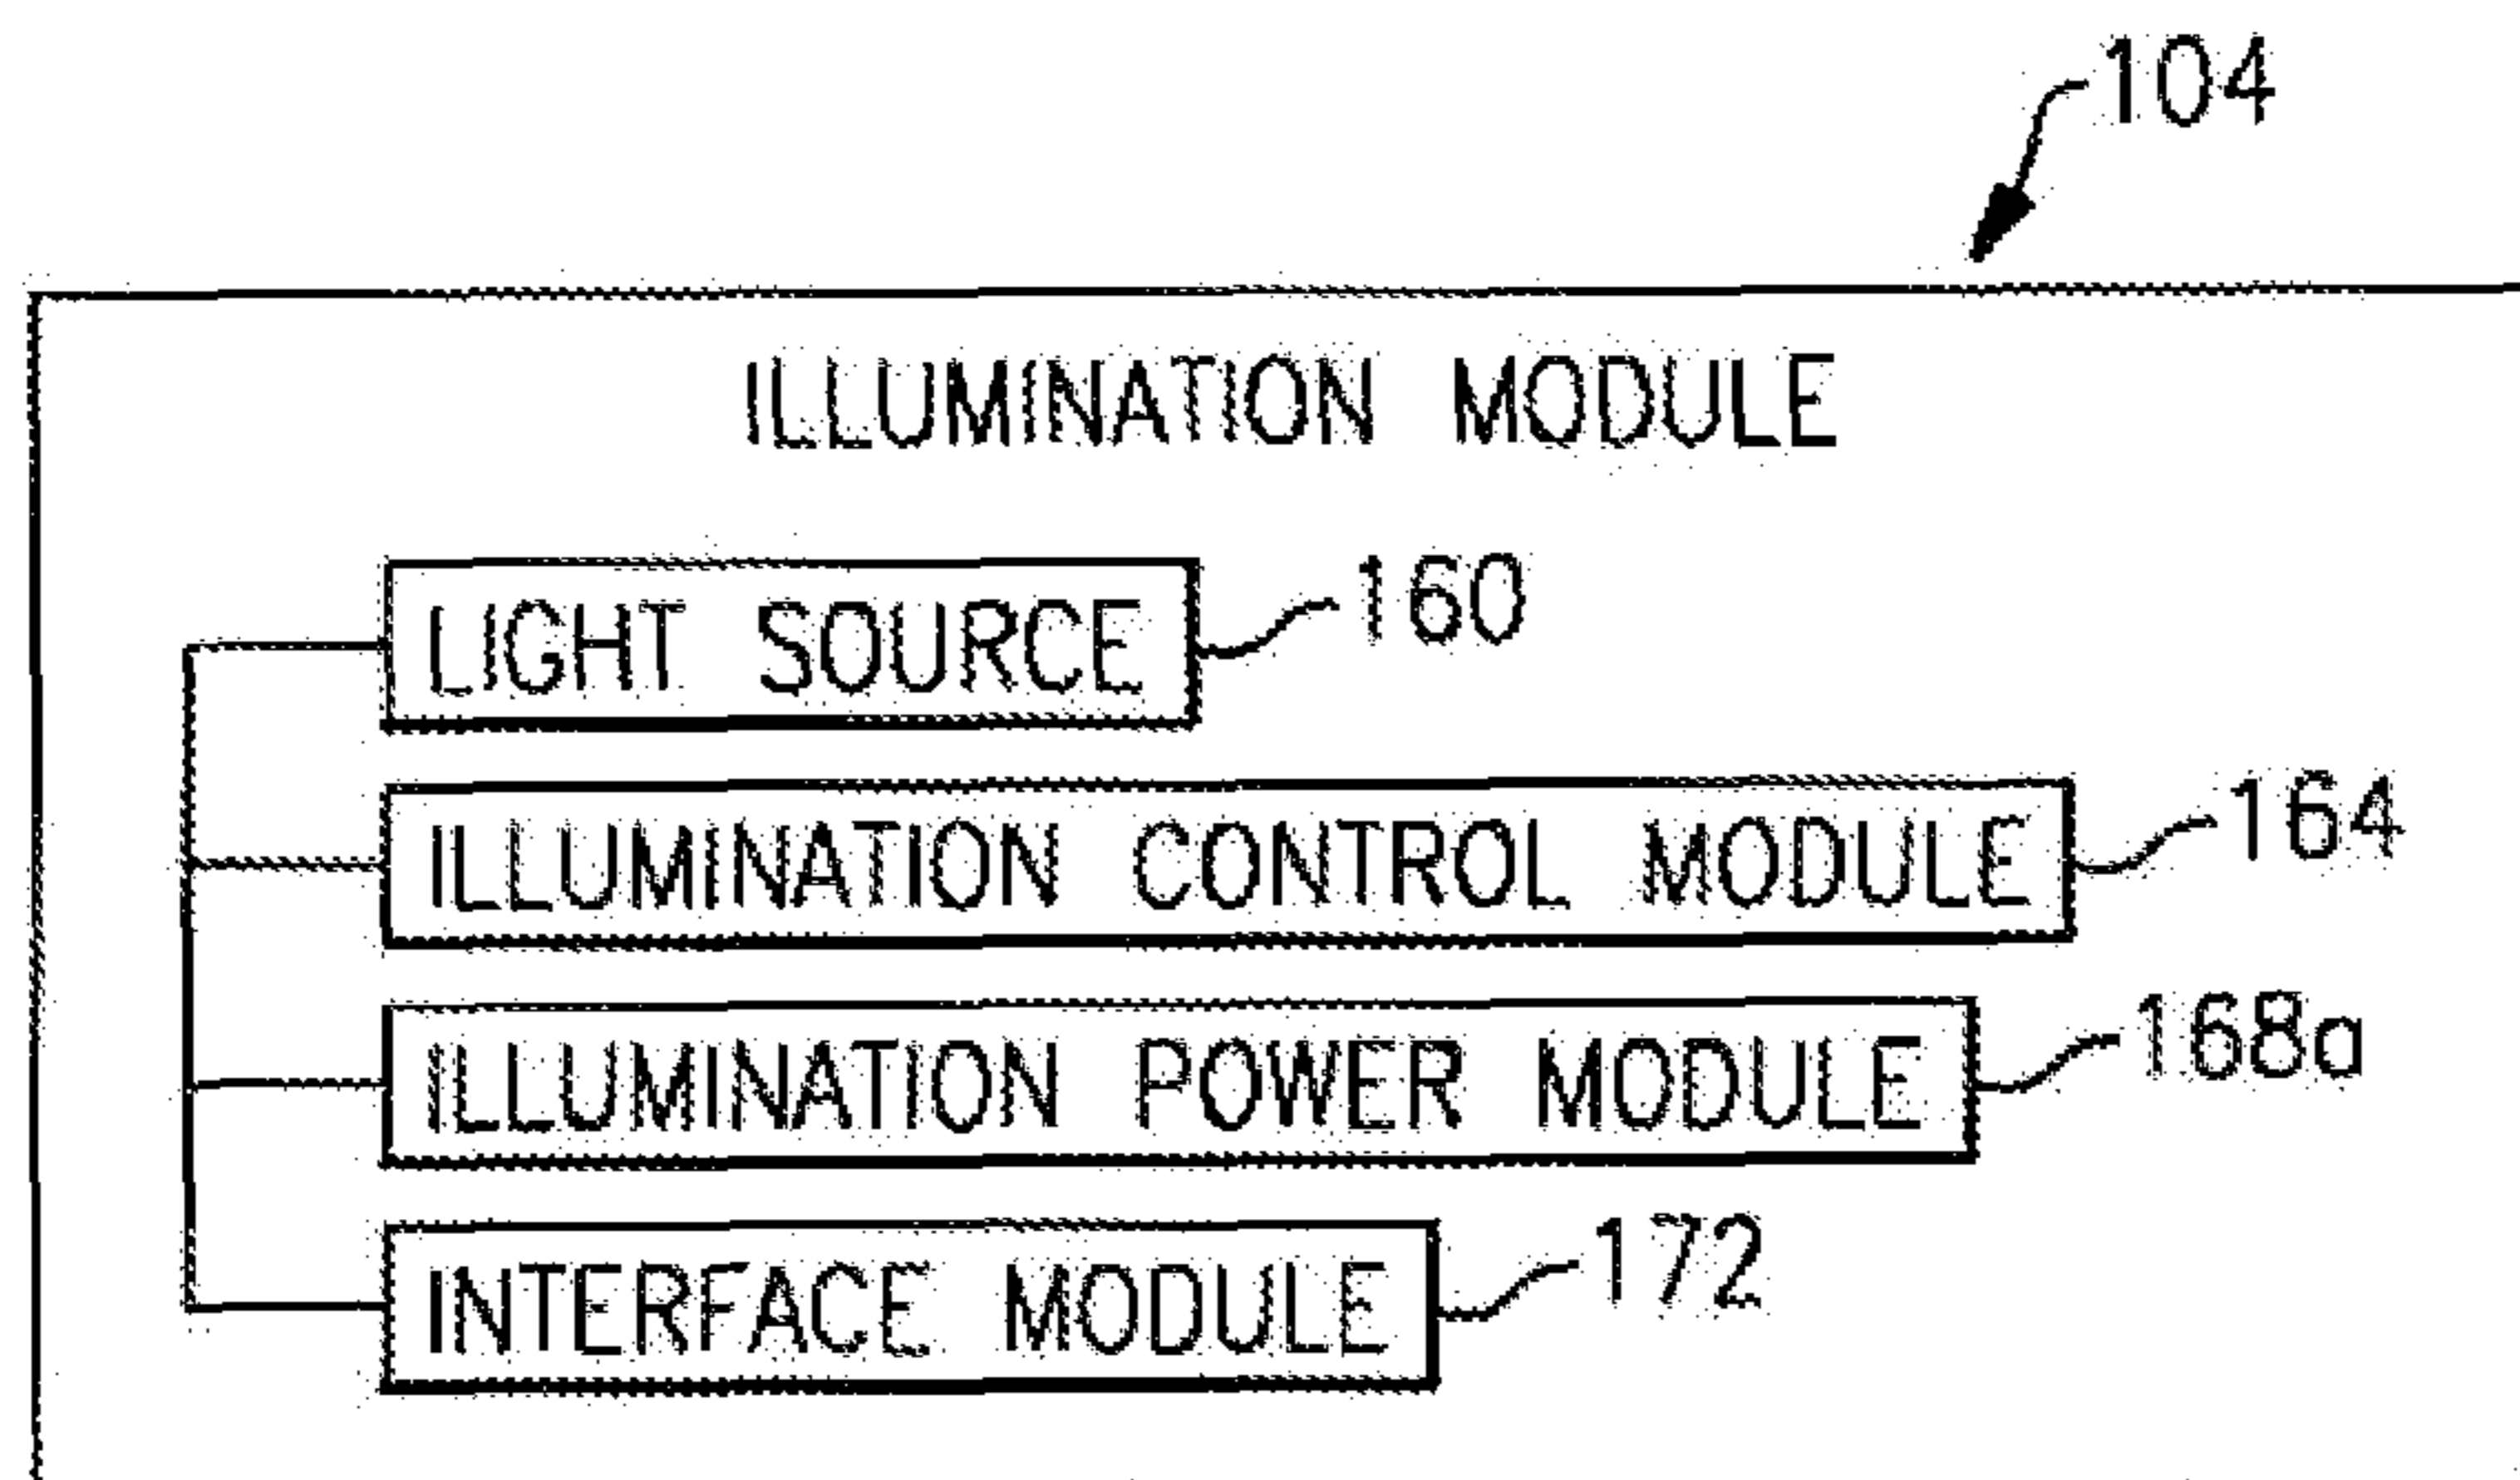 104
ILLUMINATION MODULE
LIGHT SOURCE 160
ILLUMINATION CONTROL MODULE 164
ILLUMINATION POWER MODULE 168a
INTERFACE MODULE 172